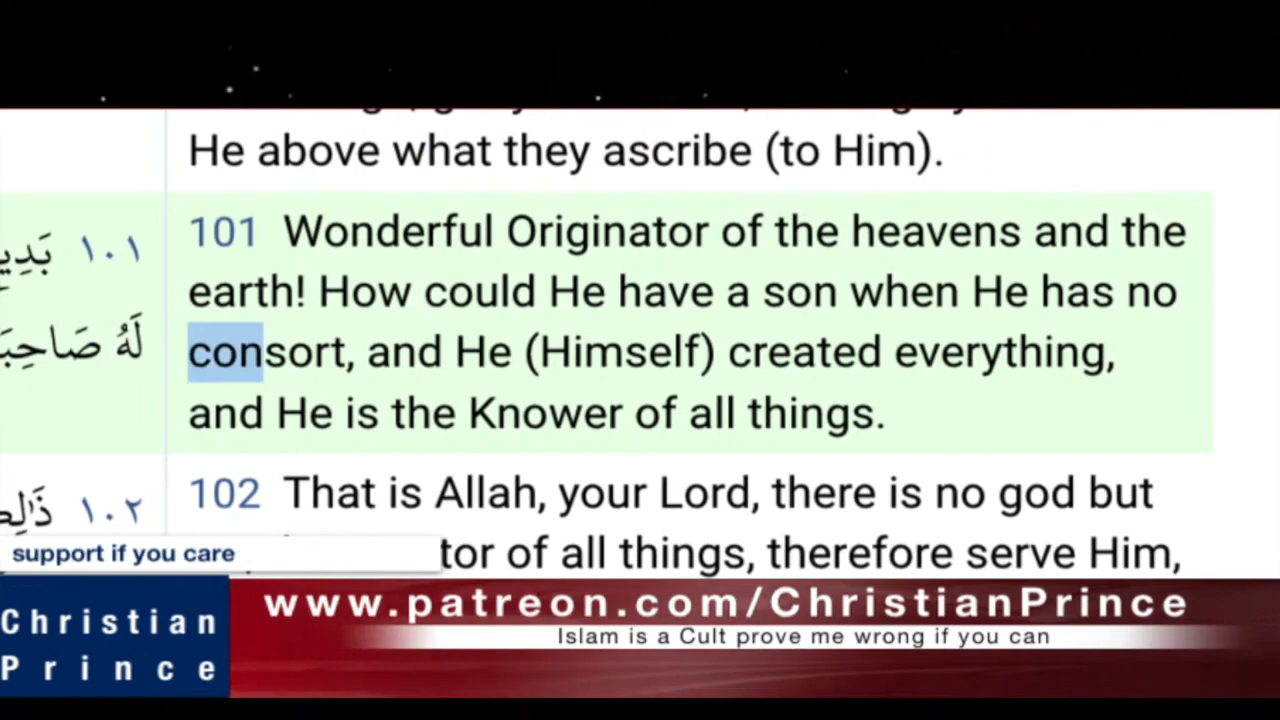 He above what they ascribe (to Him).
101 Wonderful Originator of the heavens and the
earth! How could He have a son when He has no
consort, and He (Himself) created everything,
and He is the Knower of all things.
١٠١
لَهُ
102 That is Allah, your Lord, there is no god but
tor of all things, therefore serve Him,
١٠٢
support if you care
Christian
Prince
www.patreon.com/ChristianPrince
Islam is a Cult prove me wrong if you can